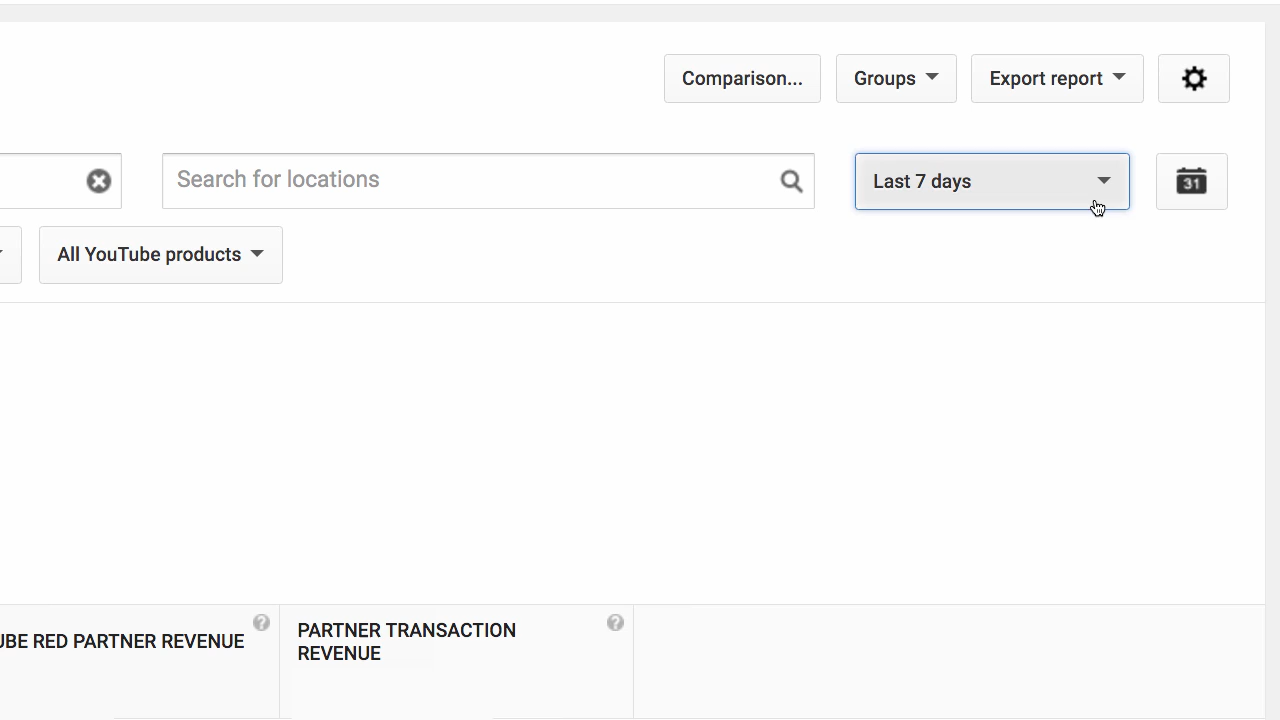 Comparison...
Groups
Export report
Search for locations
Last 7 days
31
All YouTube products
UBE RED PARTNER REVENUE
?
PARTNER TRANSACTION
REVENUE
?